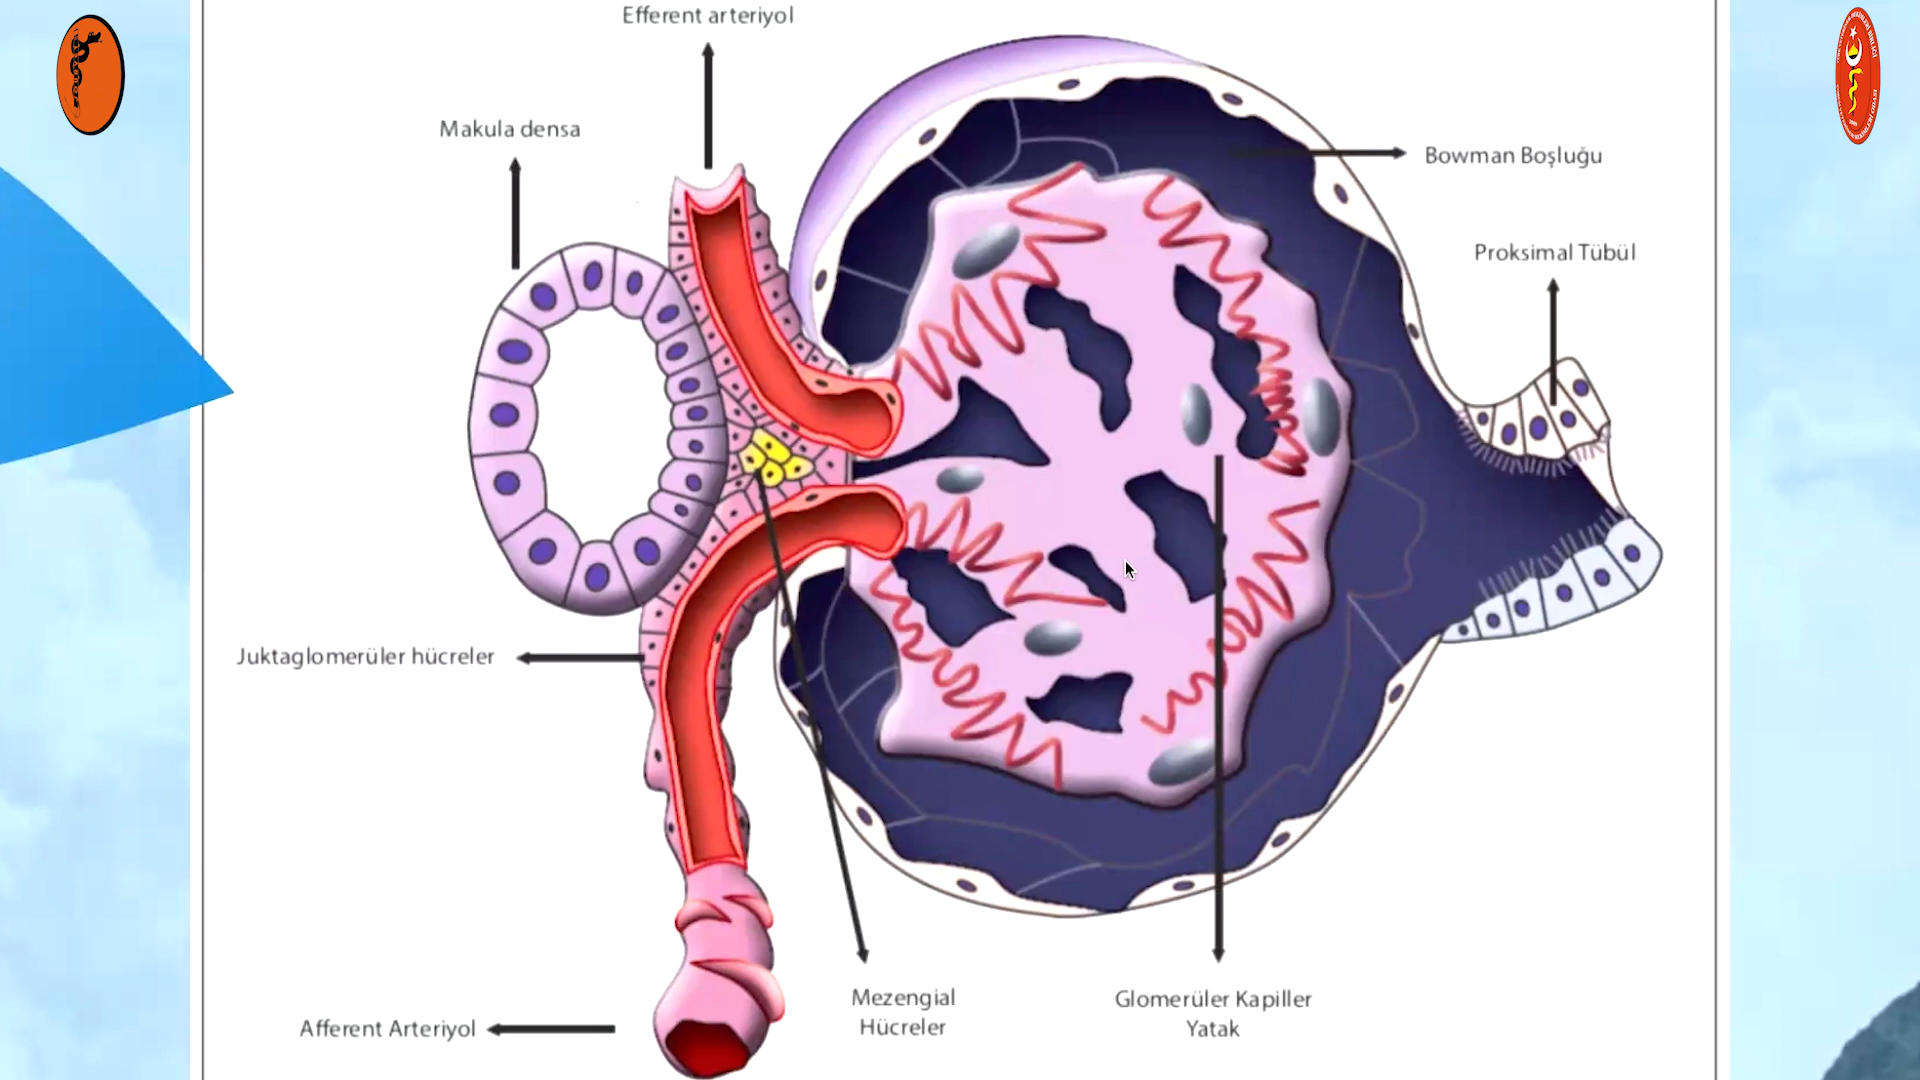 Efferent arteriyol
Makula densa
Bowman Boşluğu
Proksimal Tübül
Juktaglomerüler hücreler
Mezengial
Hücreler
Glomerüler Kapiller
Yatak
Afferent Arteriyol